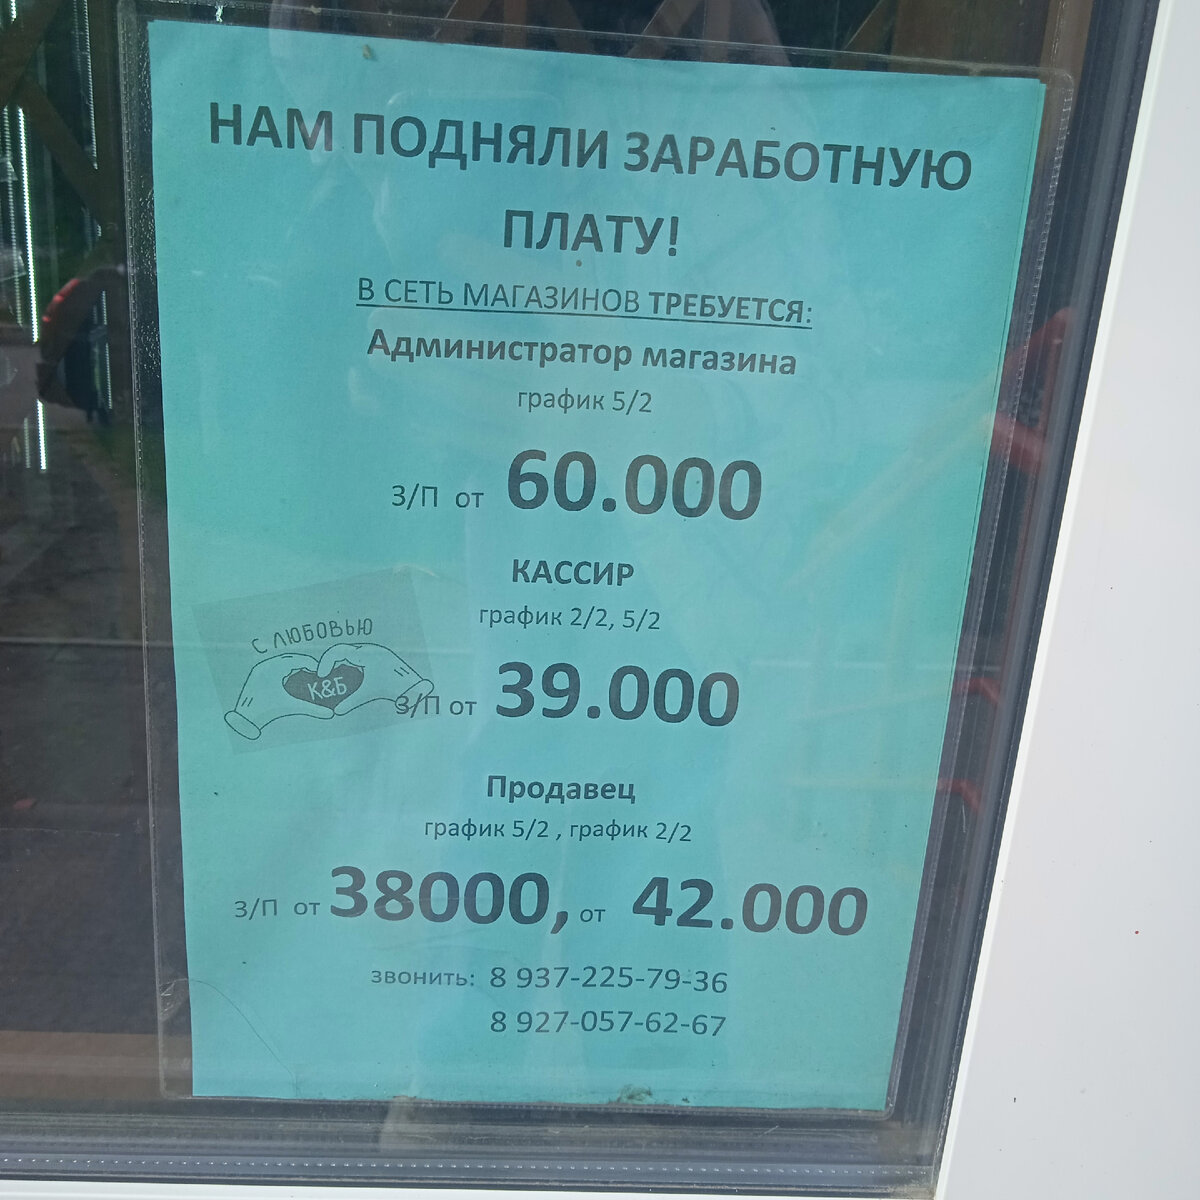 НАМ ПОДНЯЛИ ЗАРАБОТНУЮ
ПЛАТУ!
В СЕТЬ МАГАЗИНОВ ТРЕБУЕТСЯ:
Администратор магазина
график 5/2
З/П от 60.000
КАССИР
график 2/2, 5/2
С ЛЮБОВЬЮ
К&Б
З/П от 39.000
Продавец
график 5/2 , график 2/2
З/П от 38000, от 42.000
звонить: 8 937-225-79-36
8 927-057-62-67